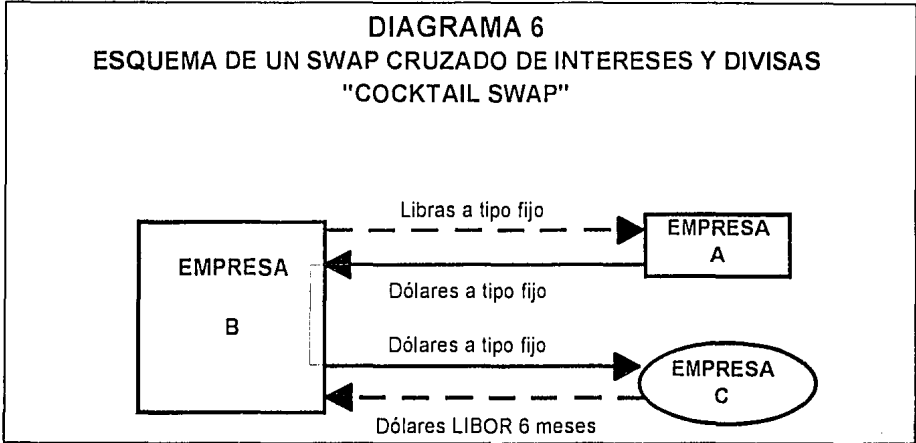 DIAGRAMA 6
ESQUEMA DE UN SWAP CRUZADO DE INTERESES Y DIVISAS
"COCKTAIL SWAP"
Libras a tipo fijo
EMPRESA
A
EMPRESA
B
Dólares a tipo fijo
Dólares a tipo fijo
EMPRESA
C
Dólares LIBOR 6 meses